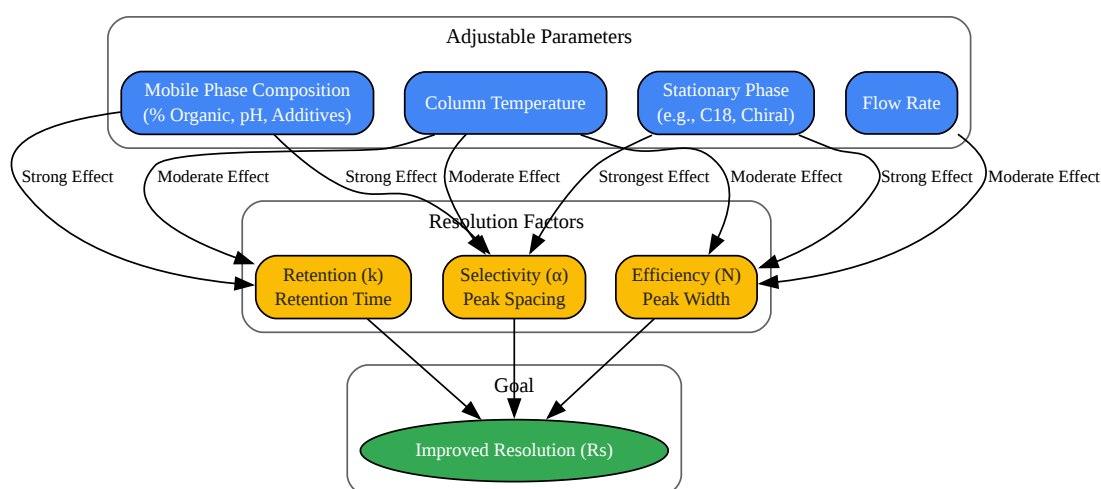 Adjustable Parameters
Mobile Phase Composition
(% Organic, pH, Additives)
Column Temperature
Stationary Phase
(e.g., C18, Chiral)
Flow Rate
Strong Effect
Moderate Effect
Strong Effect
Moderate Effect
Strongest Effect
Moderate Effect
Strong Effect
Moderate Effect
Resolution Factors
Retention (k)
Retention Time
Selectivity (α)
Peak Spacing
Efficiency (N)
Peak Width
Goal
Improved Resolution (Rs)